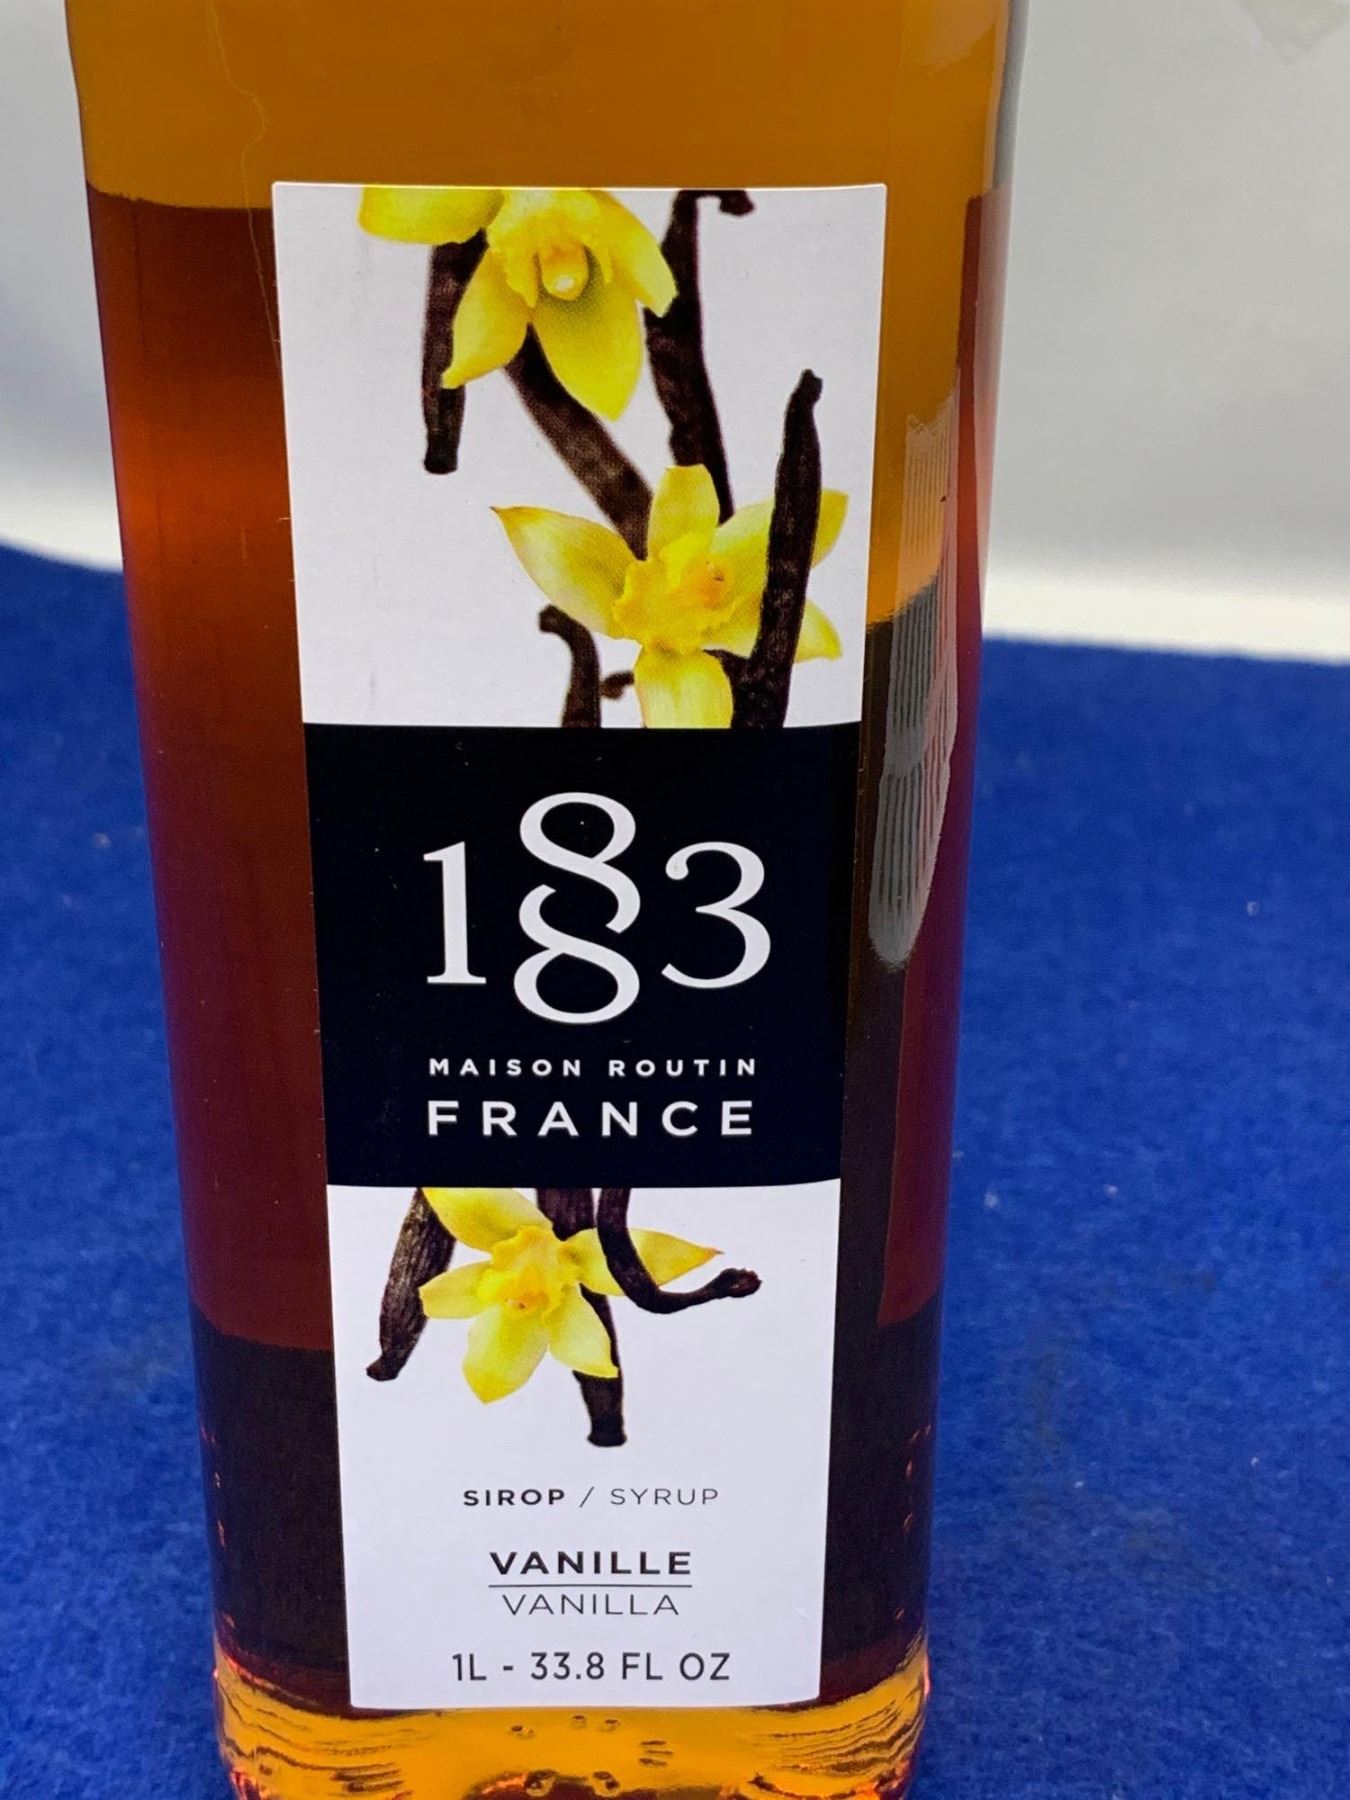 1883
MAISON ROUTIN
FRANCE
SIROP / SYRUP
VANILLE
VANILLA
1L - 33.8 FL OZ